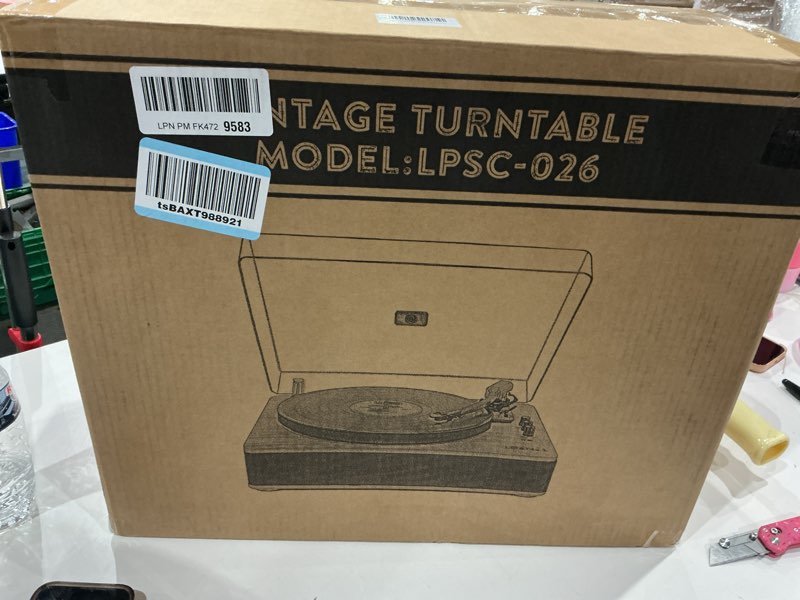 NTAGE TURNTABLE
MODEL:LPSC-026
LPN PM FK472 9583
tsBAXT988921